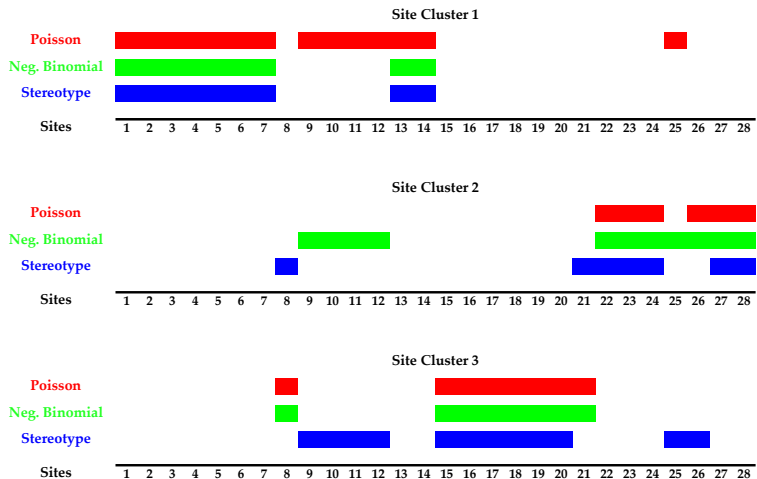 Site Cluster 1
Poisson
Neg. Binomial
Stereotype
Sites 1 2 3 4 5 6 7 8 9 10 11 12 13 14 15 16 17 18 19 20 21 22 23 24 25 26 27 28
Site Cluster 2
Poisson
Neg. Binomial
Stereotype
Sites 1 2 3 4 5 6 7 8 9 10 11 12 13 14 15 16 17 18 19 20 21 22 23 24 25 26 27 28
Site Cluster 3
Poisson
Neg. Binomial
Stereotype
Sites 1 2 3 4 5 6 7 8 9 10 11 12 13 14 15 16 17 18 19 20 21 22 23 24 25 26 27 28